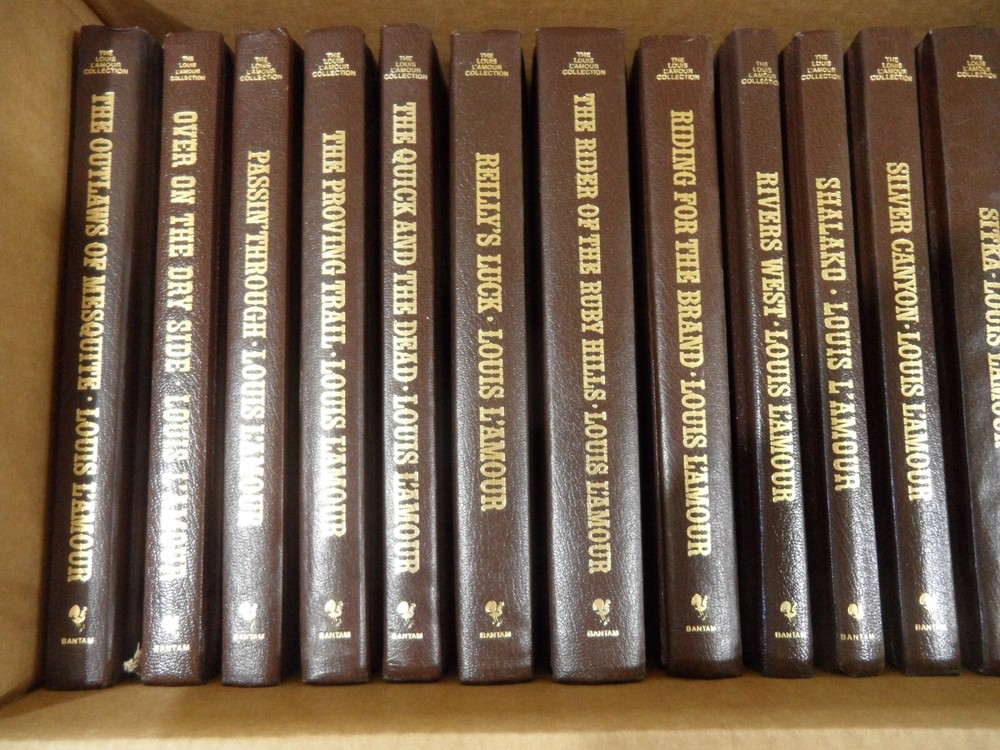 THE
LOUIS
L'AMOUR
COLLECTION
THE OUTLAWS OF MESQUITE · LOUIS L'AMOUR
BANTAM
THE
LOUIS
L'AMOUR
COLLECTION
OVER ON THE DRY SIDE · LOUIS L'AMOUR
BANTAM
THE
LOUIS
L'AMOUR
COLLECTION
PASSIN' THROUGH · LOUIS L'AMOUR
BANTAM
THE
LOUIS
L'AMOUR
COLLECTION
THE PROVING TRAIL · LOUIS L'AMOUR
BANTAM
THE
LOUIS
L'AMOUR
COLLECTION
THE QUICK AND THE DEAD · LOUIS L'AMOUR
BANTAM
THE
LOUIS
L'AMOUR
COLLECTION
REILLY'S LUCK · LOUIS L'AMOUR
BANTAM
THE
LOUIS
L'AMOUR
COLLECTION
THE RIDER OF THE RUBY HILLS · LOUIS L'AMOUR
BANTAM
THE
LOUIS
L'AMOUR
COLLECTION
RIDING FOR THE BRAND · LOUIS L'AMOUR
BANTAM
THE
LOUIS
L'AMOUR
COLLECTION
RIVERS WEST · LOUIS L'AMOUR
BANTAM
THE
LOUIS
L'AMOUR
COLLECTION
SHALAKO · LOUIS L'AMOUR
BANTAM
THE
LOUIS
L'AMOUR
COLLECTION
SILVER CANYON · LOUIS L'AMOUR
BANTAM
THE
LOUIS
L'AMOUR
COLLECTION
SITKA · LOUIS L'AMOUR